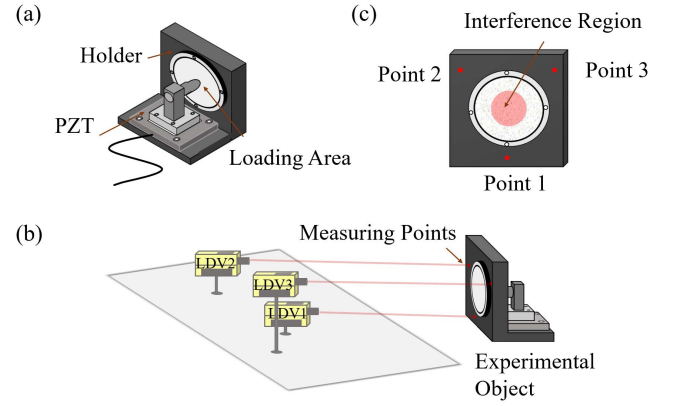 (a)
Holder
PZT
Loading Area
(c)
Interference Region
Point 2
Point 3
Point 1
(b)
Measuring Points
LDV2
LDV3
LDV1
Experimental
Object